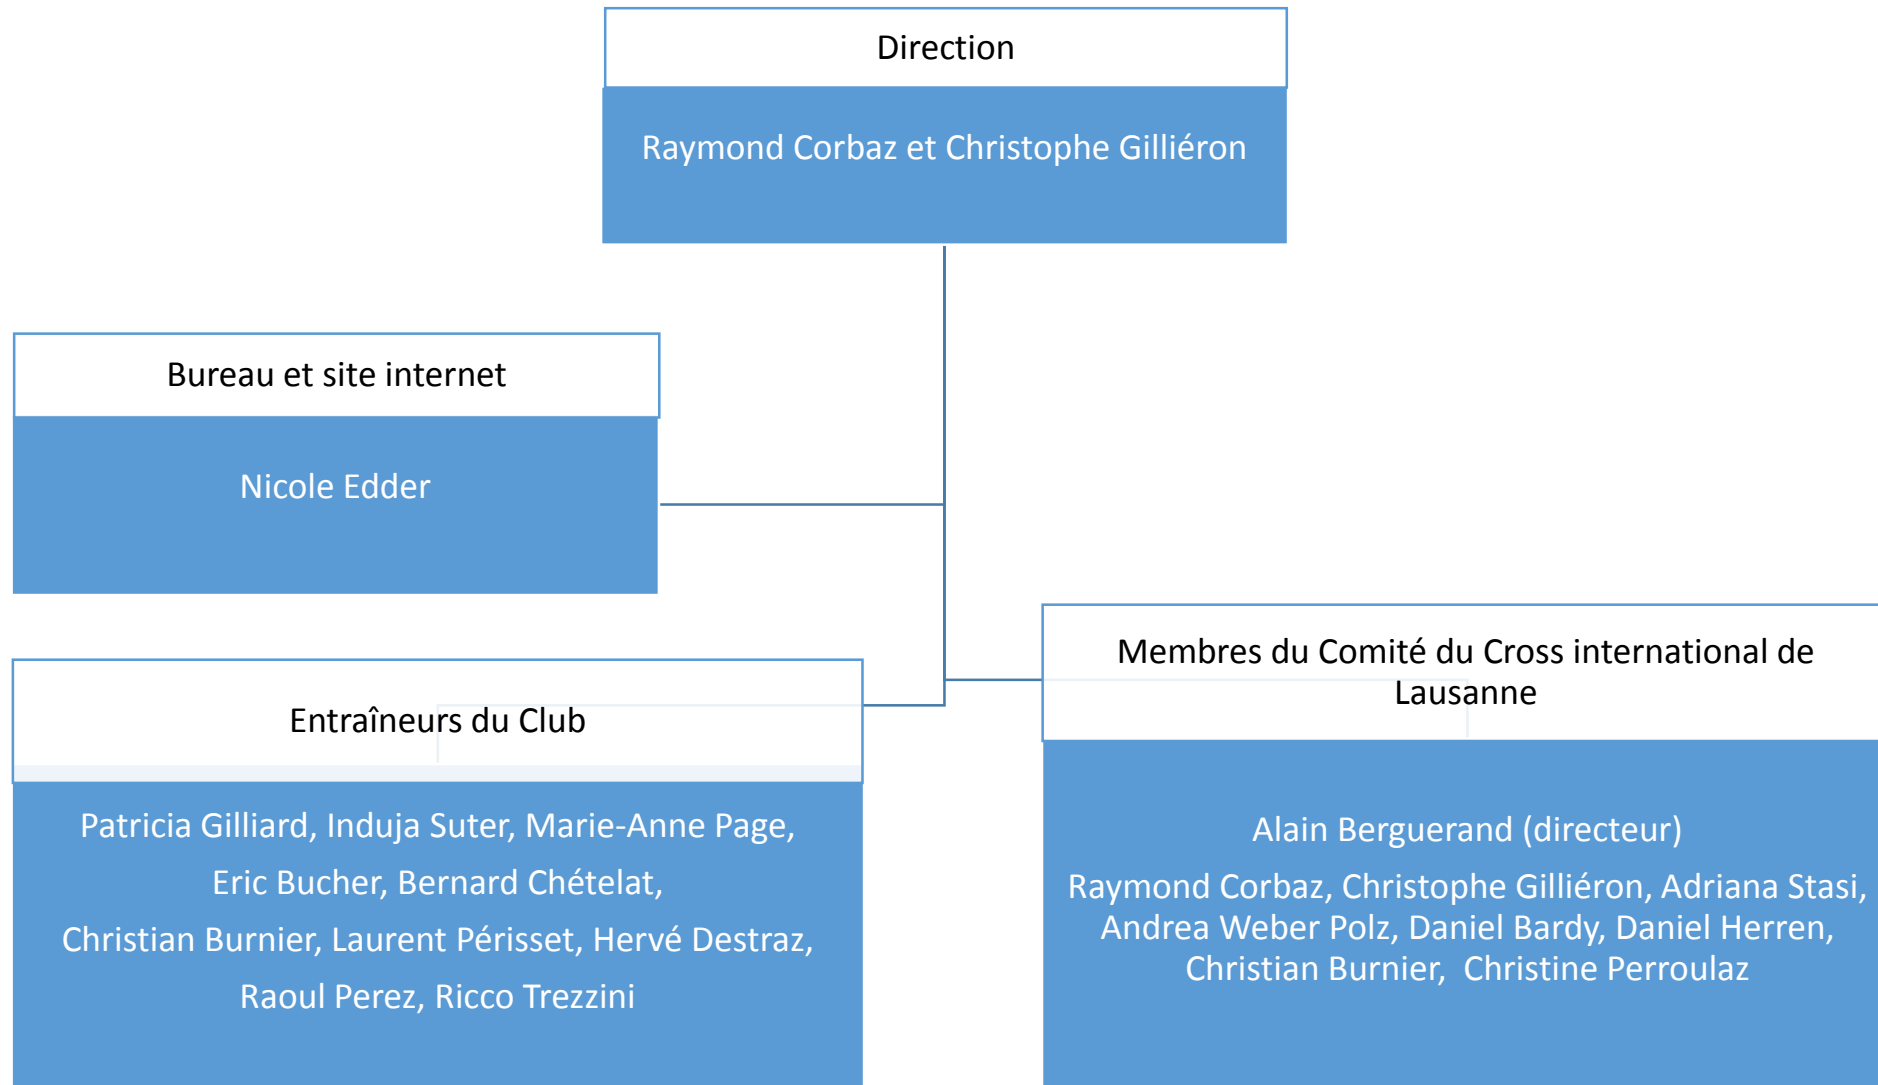 Direction
Raymond Corbaz et Christophe Gilliéron
Bureau et site internet
Nicole Edder
Entraîneurs du Club
Patricia Gilliard, Induja Suter, Marie-Anne Page,
Eric Bucher, Bernard Chételat,
Christian Burnier, Laurent Périsset, Hervé Destraz,
Raoul Perez, Ricco Trezzini
Membres du Comité du Cross international de
Lausanne
Alain Berguerand (directeur)
Raymond Corbaz, Christophe Gilliéron, Adriana Stasi,
Andrea Weber Polz, Daniel Bardy, Daniel Herren,
Christian Burnier, Christine Perroulaz